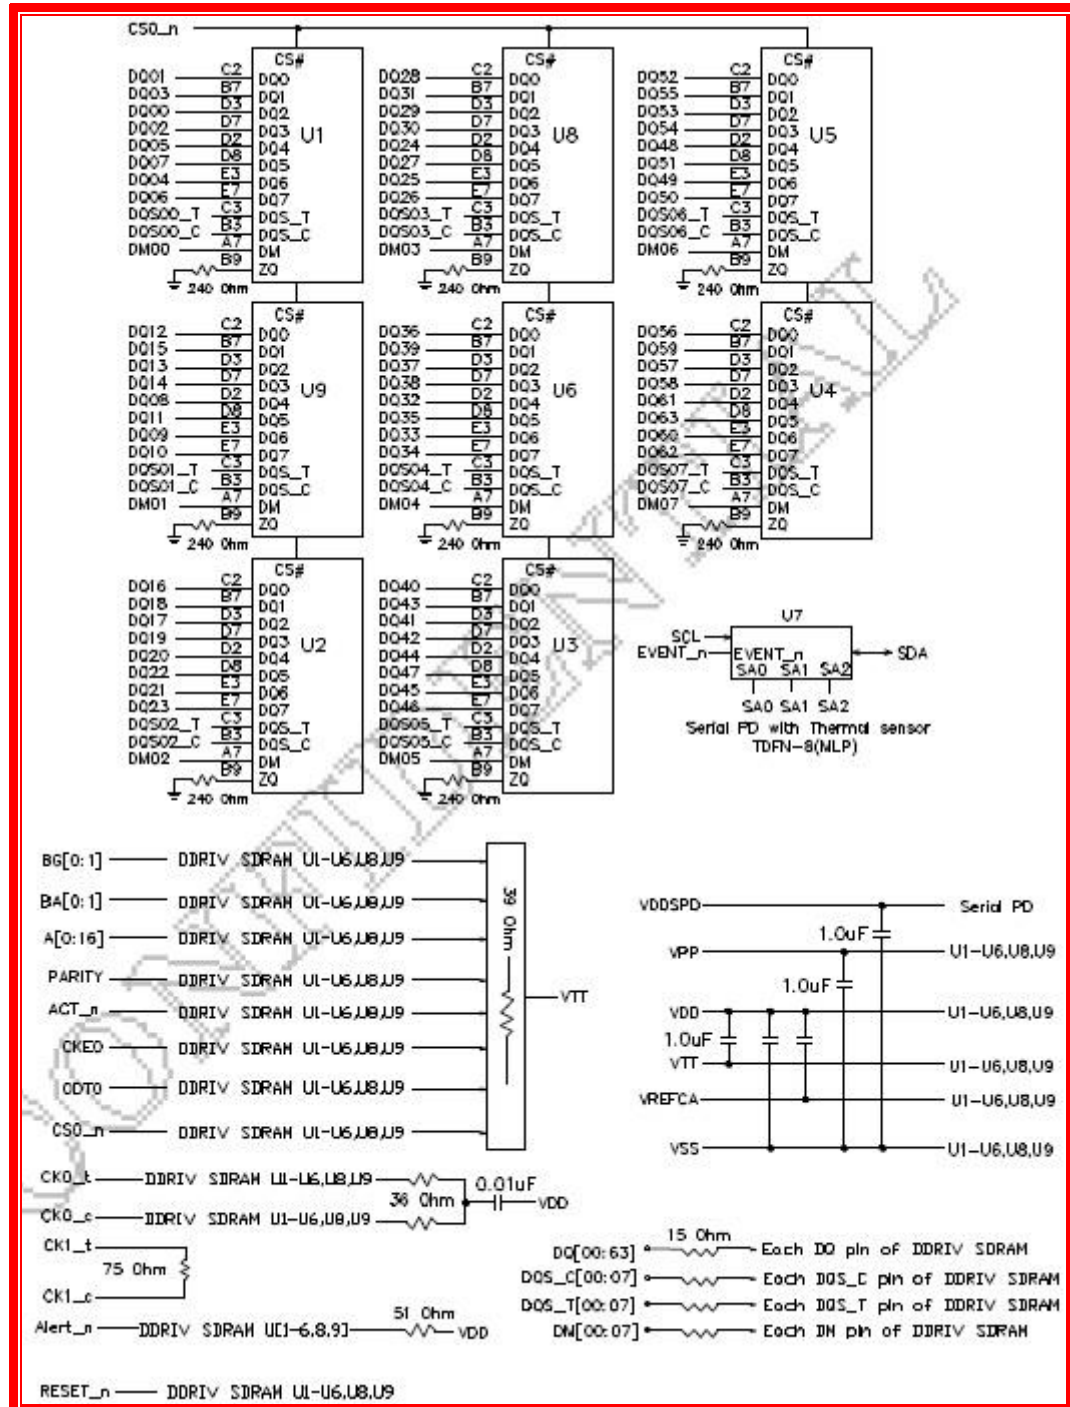 CS0_n
CS#
DQ01 C2 DQ0
DQ03 B7 DQ1
DQ00 D3 DQ2
DQ02 D7 DQ3
DQ05 D2 DQ4
DQ07 D8 DQ5
DQ04 E3 DQ6
DQ06 E7 DQ7
DQS00_T C3 DQS_T
DQS00_C B3 DQS_C
DM00 A7 DM
B9 ZQ
240 Ohm
U1
CS#
DQ28 C2 DQ0
DQ31 B7 DQ1
DQ29 D3 DQ2
DQ30 D7 DQ3
DQ24 D2 DQ4
DQ27 D8 DQ5
DQ25 E3 DQ6
DQ26 E7 DQ7
DQS03_T C3 DQS_T
DQS03_C B3 DQS_C
DM03 A7 DM
B9 ZQ
240 Ohm
U8
CS#
DQ52 C2 DQ0
DQ55 B7 DQ1
DQ53 D3 DQ2
DQ54 D7 DQ3
DQ48 D2 DQ4
DQ51 D8 DQ5
DQ49 E3 DQ6
DQ50 E7 DQ7
DQS06_T C3 DQS_T
DQS06_C B3 DQS_C
DM06 A7 DM
B9 ZQ
240 Ohm
U5
CS#
DQ12 C2 DQ0
DQ15 B7 DQ1
DQ13 D3 DQ2
DQ14 D7 DQ3
DQ08 D2 DQ4
DQ11 D8 DQ5
DQ09 E3 DQ6
DQ10 E7 DQ7
DQS01_T C3 DQS_T
DQS01_C B3 DQS_C
DM01 A7 DM
B9 ZQ
240 Ohm
U9
CS#
DQ36 C2 DQ0
DQ39 B7 DQ1
DQ37 D3 DQ2
DQ38 D7 DQ3
DQ32 D2 DQ4
DQ35 D8 DQ5
DQ33 E3 DQ6
DQ34 E7 DQ7
DQS04_T C3 DQS_T
DQS04_C B3 DQS_C
DM04 A7 DM
B9 ZQ
240 Ohm
U6
CS#
DQ56 C2 DQ0
DQ59 B7 DQ1
DQ57 D3 DQ2
DQ58 D7 DQ3
DQ61 D2 DQ4
DQ63 D8 DQ5
DQ60 E3 DQ6
DQ62 E7 DQ7
DQS07_T C3 DQS_T
DQS07_C B3 DQS_C
DM07 A7 DM
B9 ZQ
240 Ohm
U4
CS#
DQ16 C2 DQ0
DQ18 B7 DQ1
DQ17 D3 DQ2
DQ19 D7 DQ3
DQ20 D2 DQ4
DQ22 D8 DQ5
DQ21 E3 DQ6
DQ23 E7 DQ7
DQS02_T C3 DQS_T
DQS02_C B3 DQS_C
DM02 A7 DM
B9 ZQ
240 Ohm
U2
CS#
DQ40 C2 DQ0
DQ43 B7 DQ1
DQ41 D3 DQ2
DQ42 D7 DQ3
DQ44 D2 DQ4
DQ47 D8 DQ5
DQ45 E3 DQ6
DQ46 E7 DQ7
DQS05_T C3 DQS_T
DQS05_C B3 DQS_C
DM05 A7 DM
B9 ZQ
240 Ohm
U3
U7
SCL
EVENT_n EVENT_n SDA
SA0 SA1 SA2
SA0 SA1 SA2
Serial PD with Thermal sensor
TDFN-8(MLP)
BG[0:1] DDRIV SDRAM U1-U6,U8,U9
BA[0:1] DDRIV SDRAM U1-U6,U8,U9
A[0:16] DDRIV SDRAM U1-U6,U8,U9
PARITY DDRIV SDRAM U1-U6,U8,U9
ACT_n DDRIV SDRAM U1-U6,U8,U9
CKE0 DDRIV SDRAM U1-U6,U8,U9
ODT0 DDRIV SDRAM U1-U6,U8,U9
CS0_n DDRIV SDRAM U1-U6,U8,U9
39 Ohm
VTT
VDDSPD Serial PD
1.0uF
VPP U1-U6,U8,U9
1.0uF
VDD U1-U6,U8,U9
1.0uF
VTT U1-U6,U8,U9
VREFCA U1-U6,U8,U9
VSS U1-U6,U8,U9
CK0_t DDRIV SDRAM U1-U6,U8,U9
36 Ohm 0.01uF VDD
CK0_c DDRIV SDRAM U1-U6,U8,U9
CK1_t
75 Ohm
CK1_c
Alert_n DDRIV SDRAM U[1-6,8,9] 51 Ohm VDD
15 Ohm
DQ[00:63] Each DQ pin of DDRIV SDRAM
DQS_C[00:07] Each DQS_C pin of DDRIV SDRAM
DQS_T[00:07] Each DQS_T pin of DDRIV SDRAM
DM[00:07] Each DM pin of DDRIV SDRAM
RESET_n DDRIV SDRAM U1-U6,U8,U9
CONFIDENTIAL